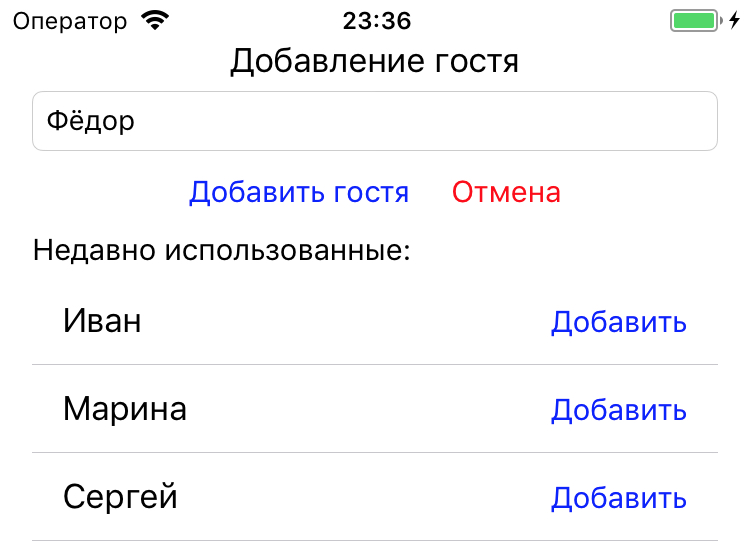 Оператор 23:36
Добавление гостя
Фёдор
Добавить гостя Отмена
Недавно использованные:
Иван Добавить
Марина Добавить
Сергей Добавить